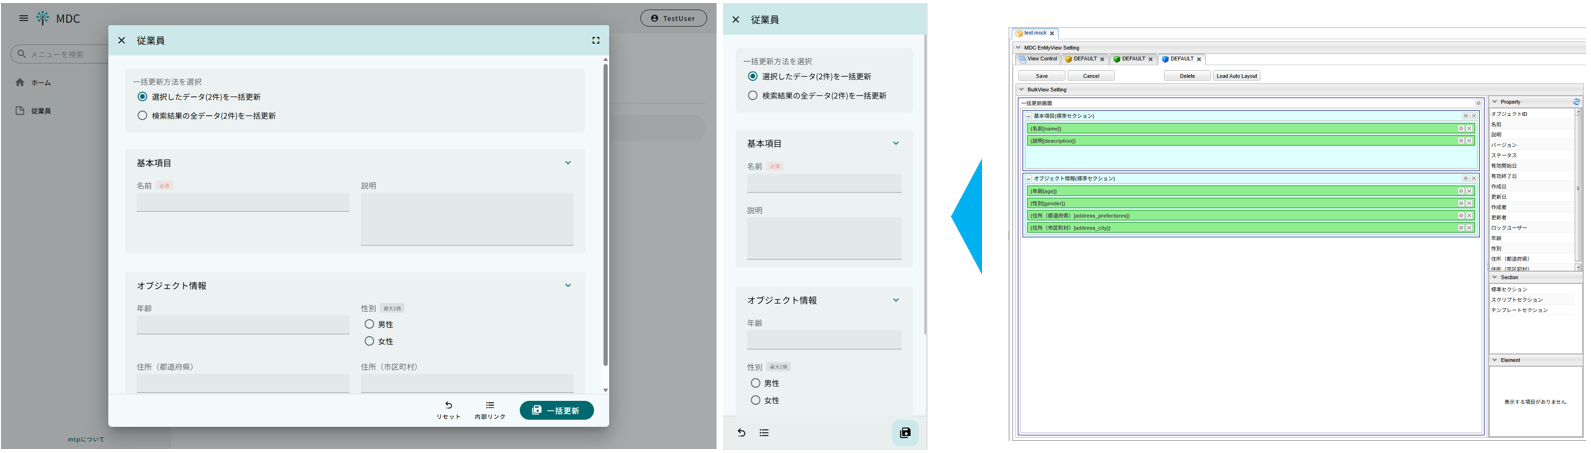 MDC
TestUser
メニューを検索
ホーム
従業員
mtpについて
従業員
一括更新方法を選択
選択したデータ(2件)を一括更新
検索結果の全データ(2件)を一括更新
基本項目
名前 必須
説明
オブジェクト情報
年齢
性別 最大1個
男性
女性
住所（都道府県）
住所（市区町村）
リセット
内部リンク
一括更新
従業員
一括更新方法を選択
選択したデータ(2件)を一括更新
検索結果の全データ(2件)を一括更新
基本項目
名前 必須
説明
オブジェクト情報
年齢
性別 最大1個
男性
女性
test.mock
MDC EntityView Setting
View Control
DEFAULT
DEFAULT
DEFAULT
Save
Cancel
Delete
Load Auto Layout
BulkView Setting
一括更新画面
基本項目(標準セクション)
(名前[name])
(説明[description])
オブジェクト情報(標準セクション)
(年齢[age])
(性別[gender])
(住所（都道府県）[address_prefectures])
(住所（市区町村）[address_city])
Property
オブジェクトID
名前
説明
バージョン
ステータス
有効開始日
有効終了日
作成日
更新日
作成者
更新者
ロックユーザー
年齢
性別
住所（都道府県）
住所（市区町村）
Section
標準セクション
スクリプトセクション
テンプレートセクション
Element
表示する項目がありません